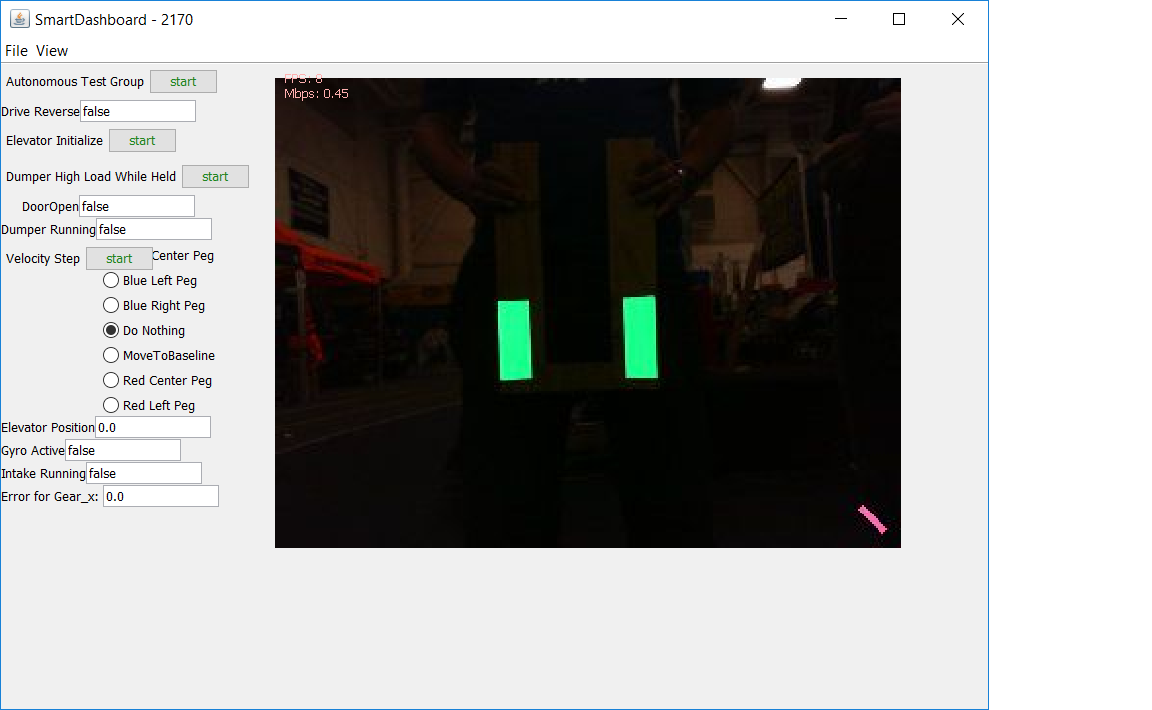 SmartDashboard - 2170
File View
Autonomous Test Group start
Drive Reverse false
Elevator Initialize start
Dumper High Load While Held start
DoorOpen false
Dumper Running false
Velocity Step start Center Peg
Blue Left Peg
Blue Right Peg
Do Nothing
MoveToBaseline
Red Center Peg
Red Left Peg
Elevator Position 0.0
Gyro Active false
Intake Running false
Error for Gear_x: 0.0
FPS: 8
Mbps: 0.45